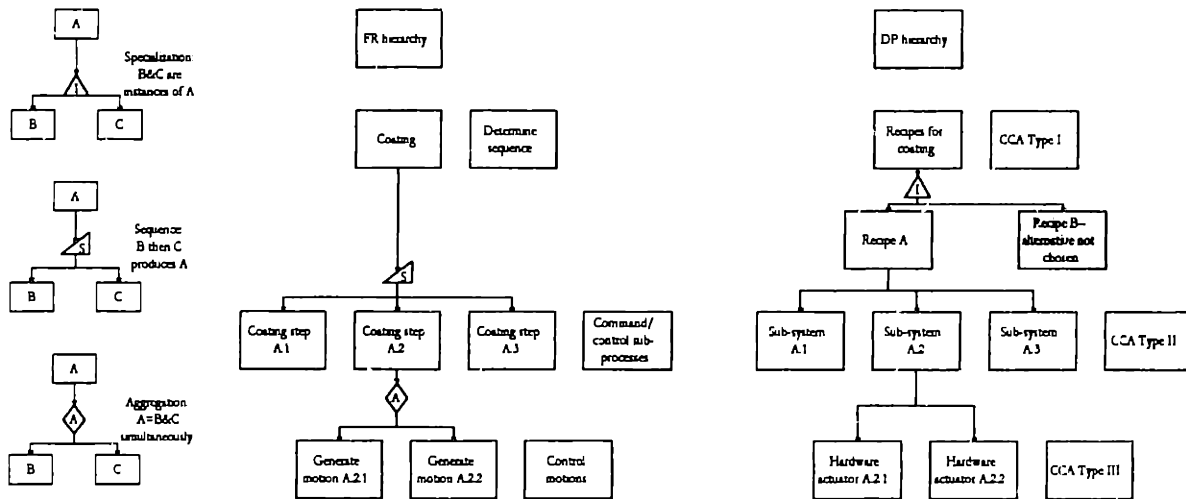 A
Specialization:
B&C are
instances of A
I
B
C
A
Sequence
B then C
produces A
S
B
C
A
Aggregation
A=B&C
simultaneously
A
B
C
FR hierarchy
Coating
Determine
sequence
S
Coating step
A.1
Coating step
A.2
Coating step
A.3
Command/
control sub-
processes
A
Generate
motion A.2.1
Generate
motion A.2.2
Control
motions
DP hierarchy
Recipes for
coating
CCA Type I
I
Recipe A
Recipe B--
alternative not
chosen
Sub-system
A.1
Sub-system
A.2
Sub-system
A.3
CCA Type II
Hardware
actuator A.2.1
Hardware
actuator A.2.2
CCA Type III